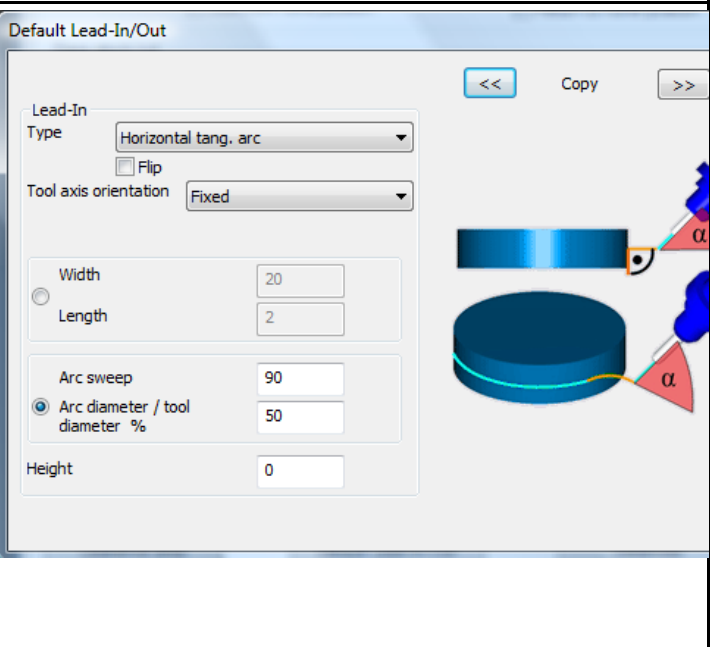 Default Lead-In/Out
<< Copy >>
Lead-In
Type Horizontal tang. arc
Flip
Tool axis orientation Fixed
Width 20
Length 2
Arc sweep 90
Arc diameter / tool
diameter % 50
Height 0
α
α